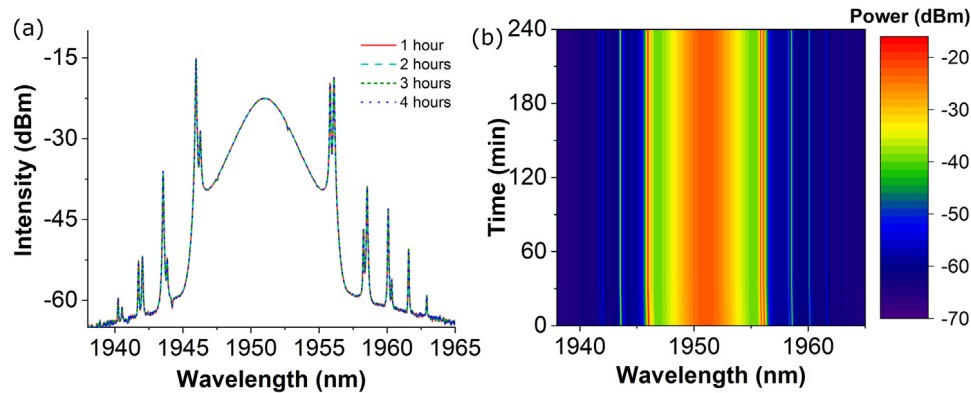 (a)
-15
-30
-45
-60
Intensity (dBm)
1 hour
2 hours
3 hours
4 hours
1940 1945 1950 1955 1960 1965
Wavelength (nm)
(b)
240
180
120
60
0
Time (min)
1940 1950 1960
Wavelength (nm)
Power (dBm)
-20
-30
-40
-50
-60
-70